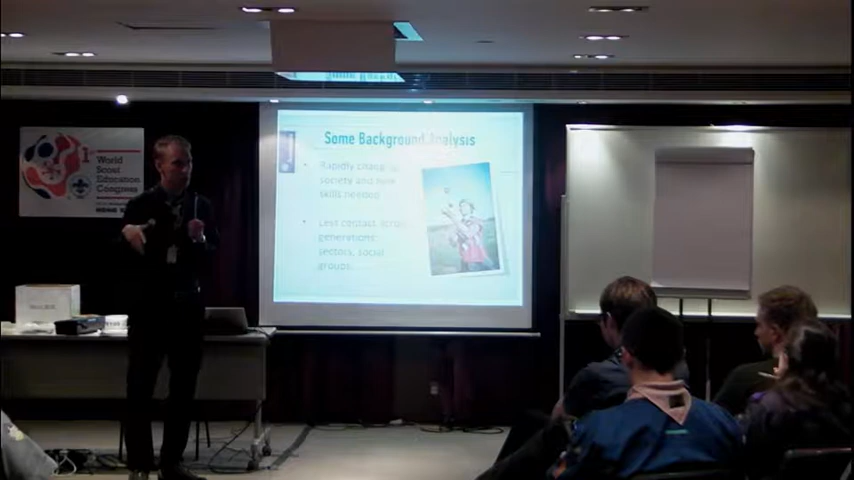 Some Background Analysis
Rapidly changing
society and new
skills needed
Less contact across
generations,
sectors, social
groups....
1
World
Scout
Education
Congress